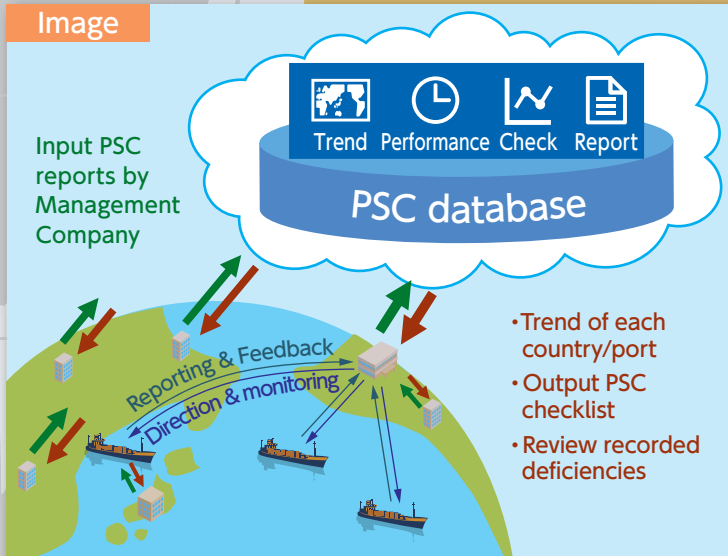 Image
Trend Performance Check Report
PSC database
Input PSC
reports by
Management
Company
Reporting & Feedback
Direction & monitoring
・Trend of each
country/port
・Output PSC
checklist
・Review recorded
deficiencies